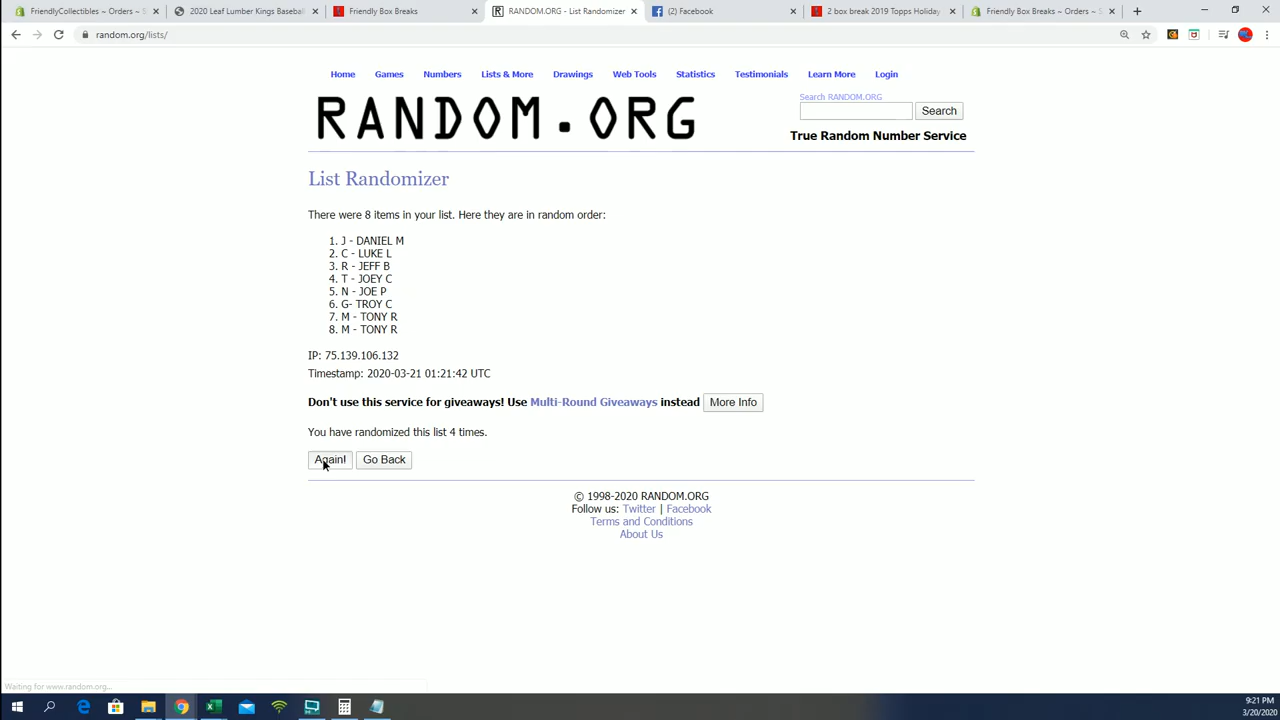 FriendlyCollectibles ~ Orders ~ S
2020 Leaf Lumber Kings Baseball
Friendly Box Breaks
RANDOM.ORG - List Randomizer
(2) Facebook
2 box break 2019 Topps Holiday
Friendly Box Breaks ~ Orders ~ S
random.org/lists/
Home Games Numbers Lists & More Drawings Web Tools Statistics Testimonials Learn More Login
RANDOM.ORG
Search RANDOM.ORG
Search
True Random Number Service
List Randomizer
There were 8 items in your list. Here they are in random order:
1. J - DANIEL M
2. C - LUKE L
3. R - JEFF B
4. T - JOEY C
5. N - JOE P
6. G- TROY C
7. M - TONY R
8. M - TONY R
IP: 75.139.106.132
Timestamp: 2020-03-21 01:21:42 UTC
Don't use this service for giveaways! Use Multi-Round Giveaways instead More Info
You have randomized this list 4 times.
Again! Go Back
© 1998-2020 RANDOM.ORG
Follow us: Twitter | Facebook
Terms and Conditions
About Us
Waiting for www.random.org...
9:21 PM
3/20/2020